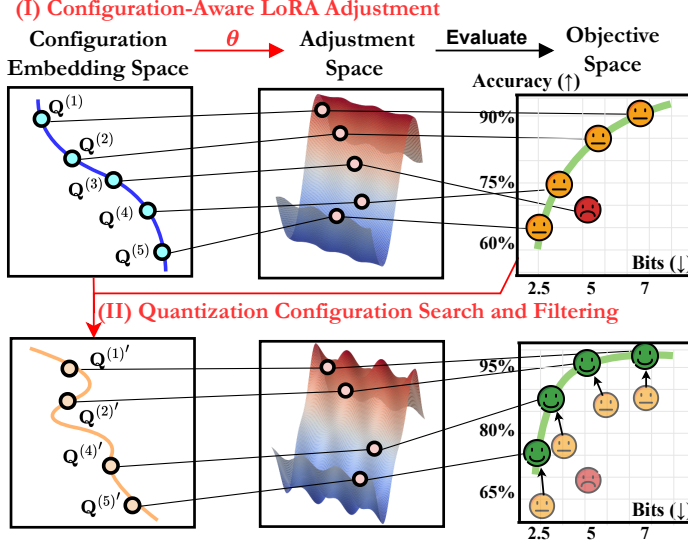 (I) Configuration-Aware LoRA Adjustment
Configuration
Embedding Space
θ
Adjustment
Space
Evaluate
Objective
Space
Accuracy (↑)
Q(1)
Q(2)
Q(3)
Q(4)
Q(5)
90%
75%
60%
Bits (↓)
2.5 5 7
(II) Quantization Configuration Search and Filtering
Q(1)′
Q(2)′
Q(4)′
Q(5)′
95%
80%
65%
Bits (↓)
2.5 5 7